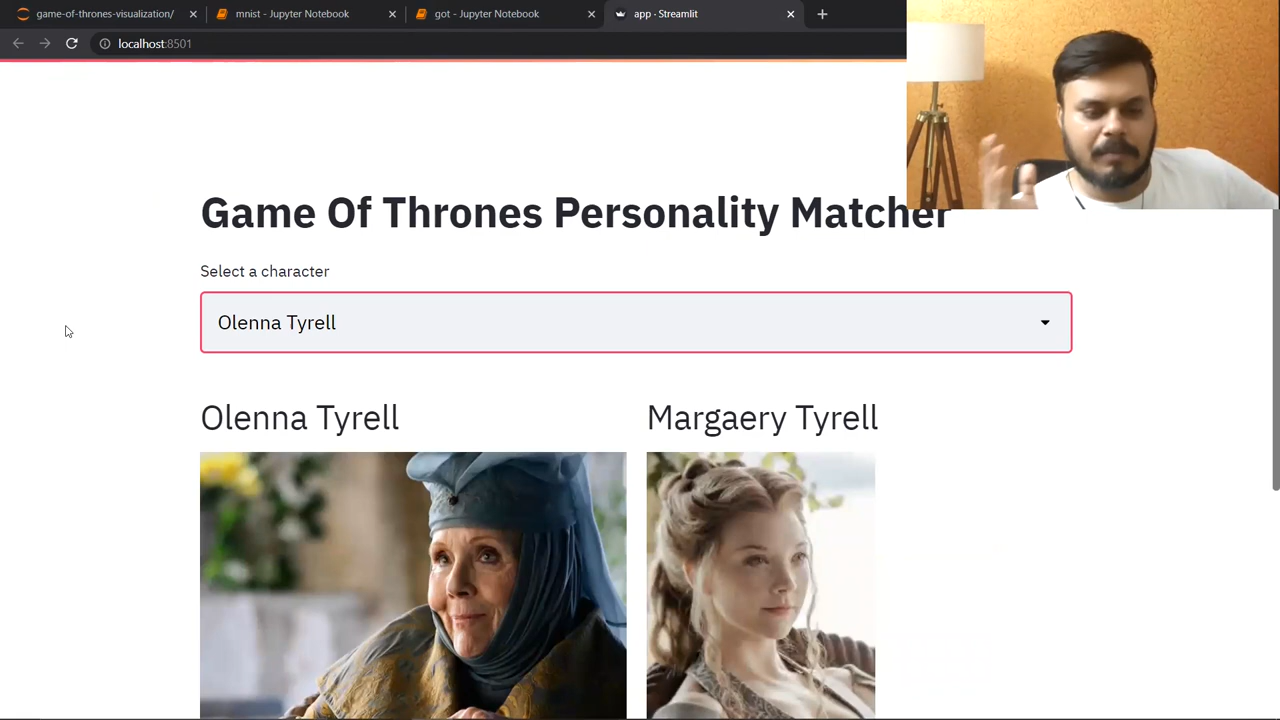 game-of-thrones-visualization/
mnist - Jupyter Notebook
got - Jupyter Notebook
app · Streamlit
localhost:8501
Game Of Thrones Personality Matcher
Select a character
Olenna Tyrell
Olenna Tyrell
Margaery Tyrell